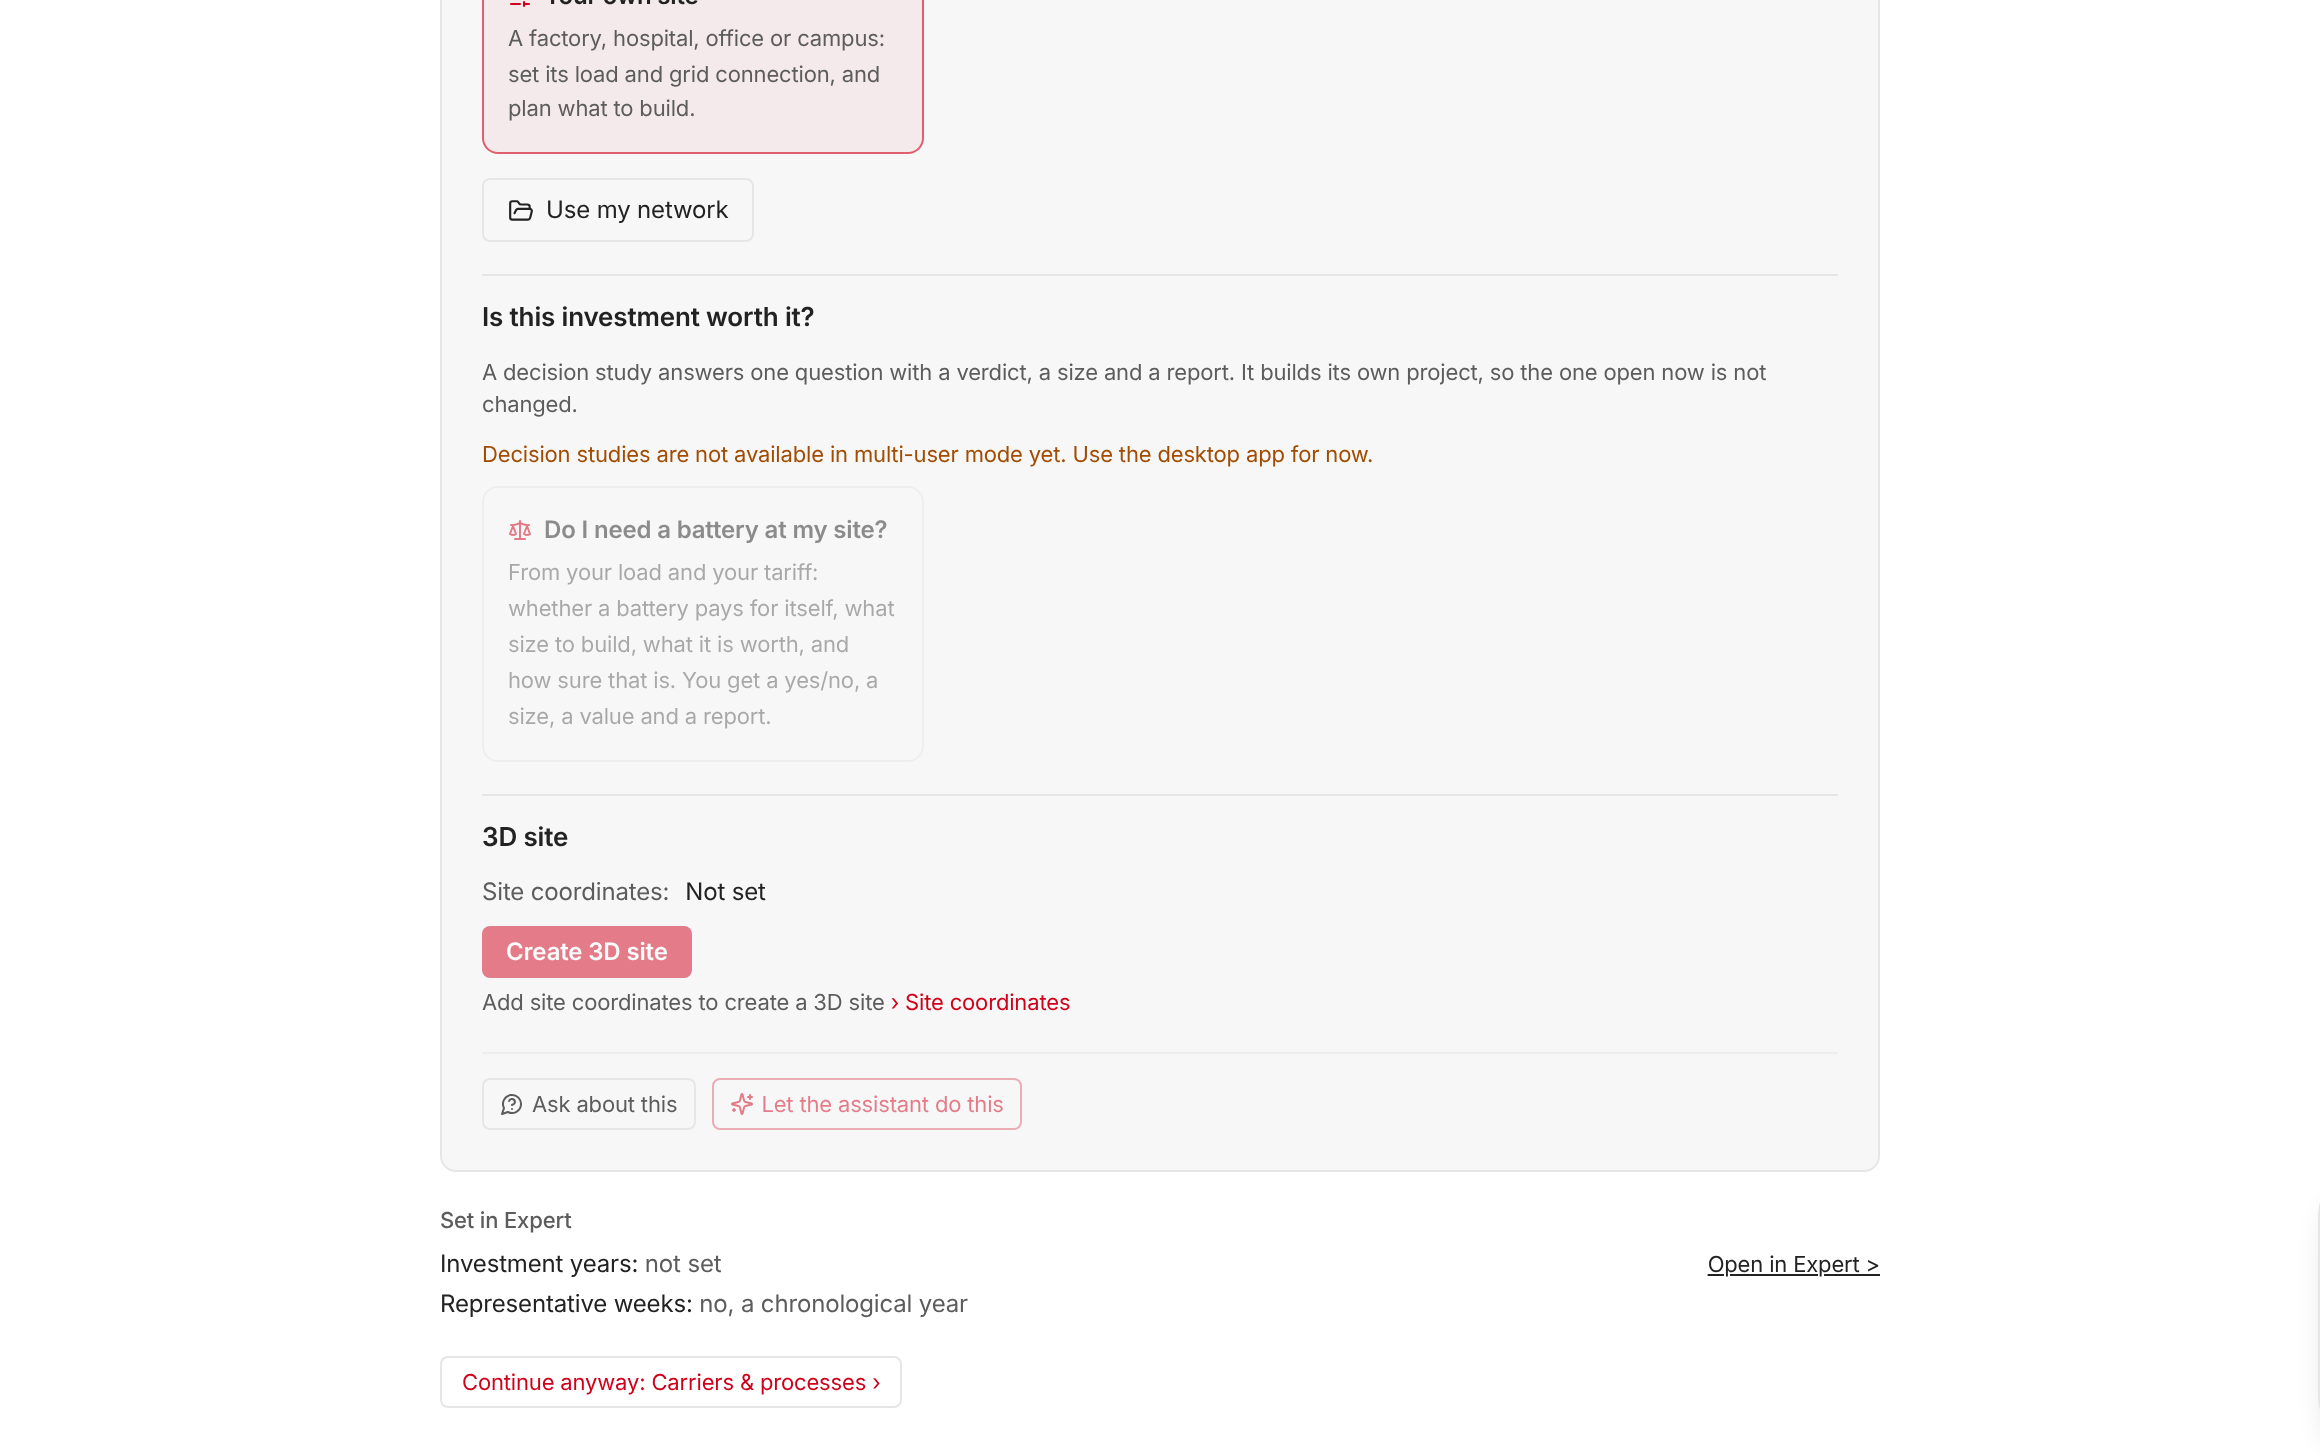 Your own site
A factory, hospital, office or campus:
set its load and grid connection, and
plan what to build.
Use my network
Is this investment worth it?
A decision study answers one question with a verdict, a size and a report. It builds its own project, so the one open now is not
changed.
Decision studies are not available in multi-user mode yet. Use the desktop app for now.
Do I need a battery at my site?
From your load and your tariff:
whether a battery pays for itself, what
size to build, what it is worth, and
how sure that is. You get a yes/no, a
size, a value and a report.
3D site
Site coordinates: Not set
Create 3D site
Add site coordinates to create a 3D site › Site coordinates
Ask about this
Let the assistant do this
Set in Expert
Investment years: not set
Open in Expert >
Representative weeks: no, a chronological year
Continue anyway: Carriers & processes ›